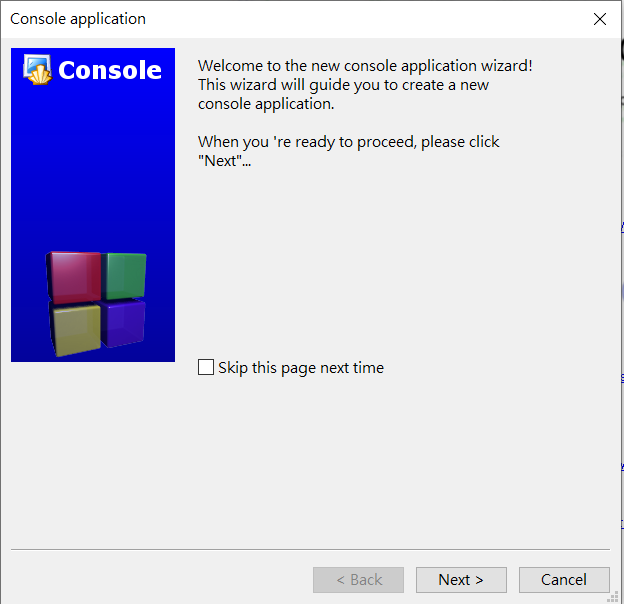 Console application
Console
Welcome to the new console application wizard!
This wizard will guide you to create a new
console application.
When you 're ready to proceed, please click
"Next"...
Skip this page next time
< Back
Next >
Cancel